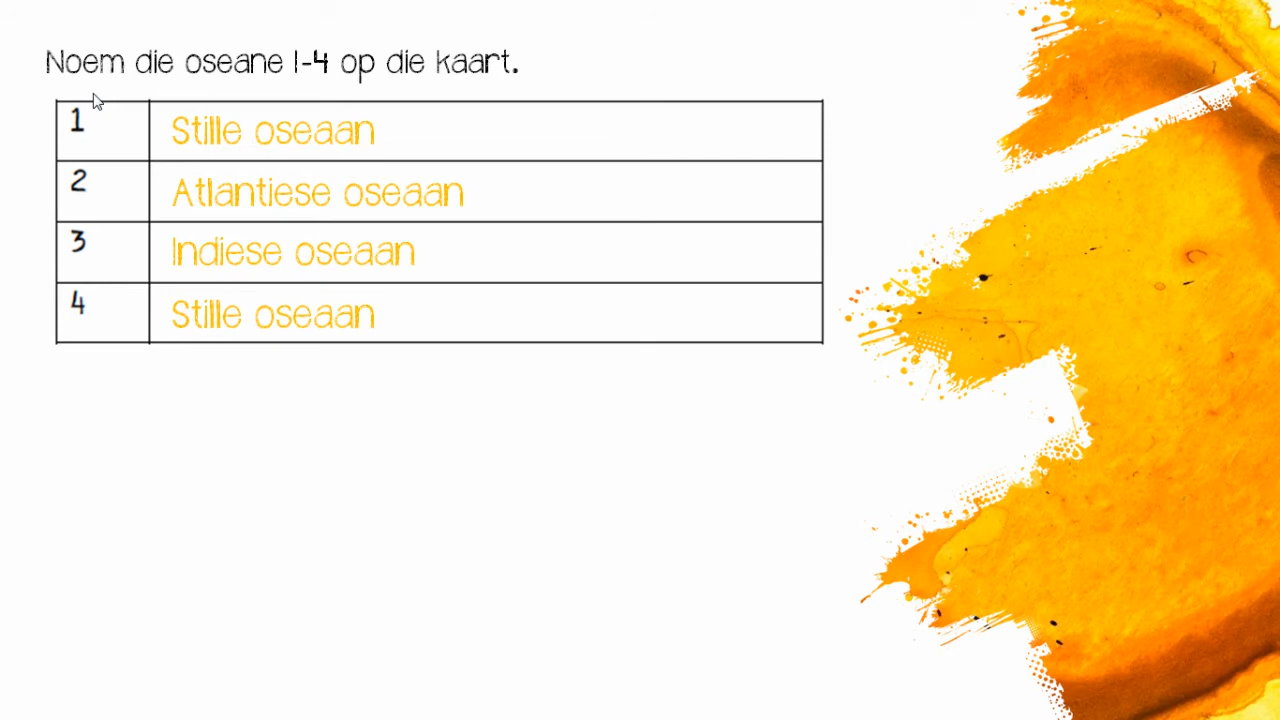 Noem die oseane 1-4 op die kaart.
1 Stille oseaan
2 Atlantiese oseaan
3 Indiese oseaan
4 Stille oseaan